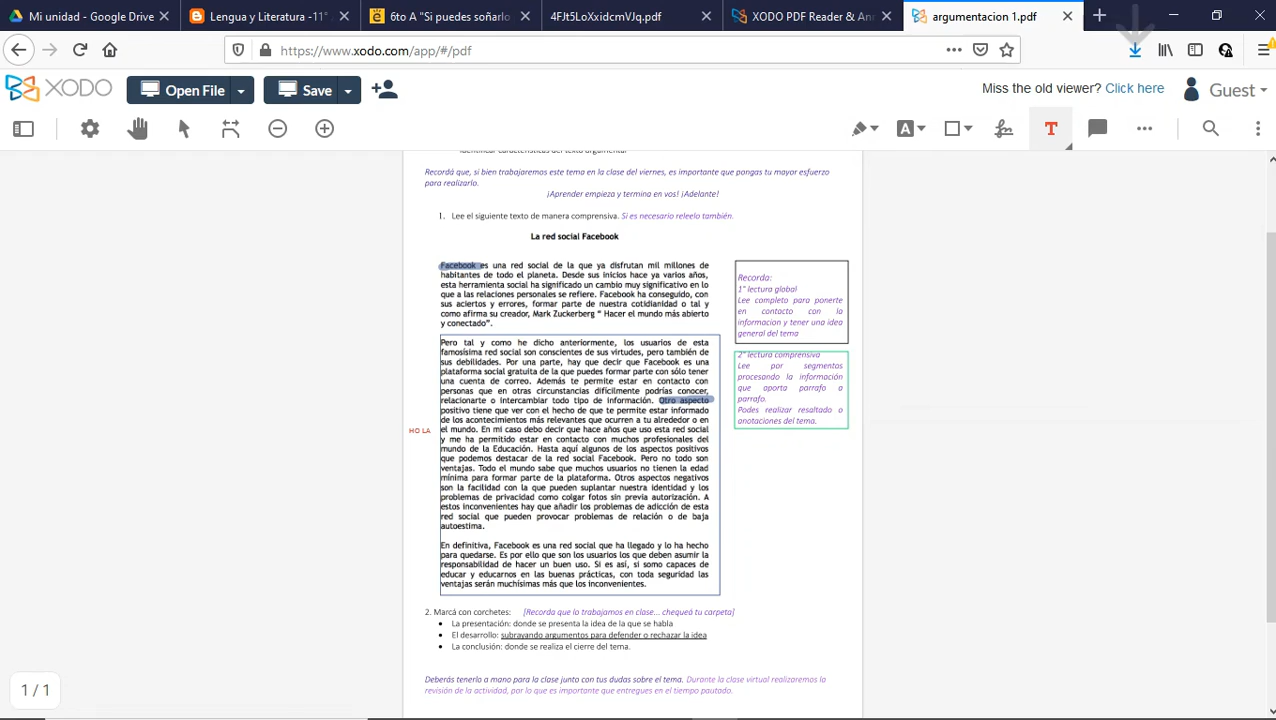 Mi unidad - Google Drive
Lengua y Literatura - 11°
6to A "Si puedes señarlo
4FJt5LoXxidcmVJq.pdf
XODO PDF Reader & Ann
argumentacion 1.pdf
https://www.xodo.com/app/#/pdf
XODO
Open File
Save
Miss the old viewer? Click here
Guest
Identificar características del texto argumentar
Recordá que, si bien trabajaremos este tema en la clase del viernes, es importante que pongas tu mayor esfuerzo
para realizarlo.
¡Aprender empieza y termina en vos! ¡Adelante!
1. Lee el siguiente texto de manera comprensiva. Si es necesario releelo también.
La red social Facebook
Facebook es una red social de la que ya disfrutan mil millones de
habitantes de todo el planeta. Desde sus inicios hace ya varios años,
esta herramienta social ha significado un cambio muy significativo en lo
que a las relaciones personales se refiere. Facebook ha conseguido, con
sus aciertos y errores, formar parte de nuestra cotidianidad o tal y
como afirma su creador, Mark Zuckerberg " Hacer el mundo más abierto
y conectado".
Pero tal y como he dicho anteriormente, los usuarios de esta
famosísima red social son conscientes de sus virtudes, pero también de
sus debilidades. Por una parte, hay que decir que Facebook es una
plataforma social gratuita de la que puedes formar parte con sólo tener
una cuenta de correo. Además te permite estar en contacto con
personas que en otras circunstancias difícilmente podrías conocer,
relacionarte o intercambiar todo tipo de información. Otro aspecto
positivo tiene que ver con el hecho de que te permite estar informado
de los acontecimientos más relevantes que ocurren a tu alrededor o en
el mundo. En mi caso debo decir que hace años que uso esta red social
y me ha permitido estar en contacto con muchos profesionales del
mundo de la Educación. Hasta aquí algunos de los aspectos positivos
que podemos destacar de la red social Facebook. Pero no todo son
ventajas. Todo el mundo sabe que muchos usuarios no tienen la edad
mínima para formar parte de la plataforma. Otros aspectos negativos
son la facilidad con la que pueden suplantar nuestra identidad y los
problemas de privacidad como colgar fotos sin previa autorización. A
estos inconvenientes hay que añadir los problemas de adicción de esta
red social que pueden provocar problemas de relación o de baja
autoestima.
En definitiva, Facebook es una red social que ha llegado y lo ha hecho
para quedarse. Es por ello que son los usuarios los que deben asumir la
responsabilidad de hacer un buen uso. Si es así, si somo capaces de
educar y educarnos en las buenas prácticas, con toda seguridad las
ventajas serán muchísimas más que los inconvenientes.
HO LA
Recorda:
1° lectura global
Lee completo para ponerte
en contacto con la
informacion y tener una idea
general del tema
2° lectura comprensiva
Lee por segmentos
procesando la información
que aporta parrafo a
parrafo.
Podes realizar resaltado o
anotaciones del tema.
2. Marcá con corchetes: [Recorda que lo trabajamos en clase... chequeá tu carpeta]
• La presentación: donde se presenta la idea de la que se habla
• El desarrollo: subrayando argumentos para defender o rechazar la idea
• La conclusión: donde se realiza el cierre del tema.
Deberás tenerlo a mano para la clase junto con tus dudas sobre el tema. Durante la clase virtual realizaremos la
revisión de la actividad, por lo que es importante que entregues en el tiempo pautado.
1 / 1